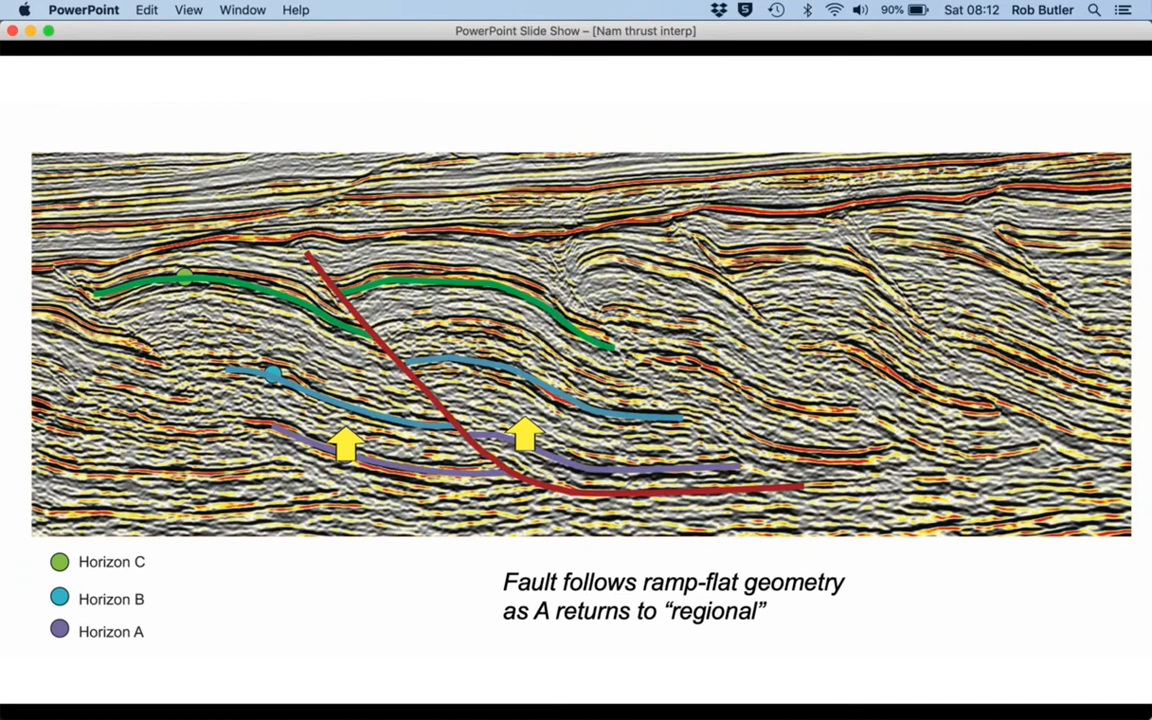 PowerPoint Edit View Window Help 90% Sat 08:12 Rob Butler
PowerPoint Slide Show – [Nam thrust interp]
Horizon C
Horizon B
Horizon A
Fault follows ramp-flat geometry
as A returns to “regional”